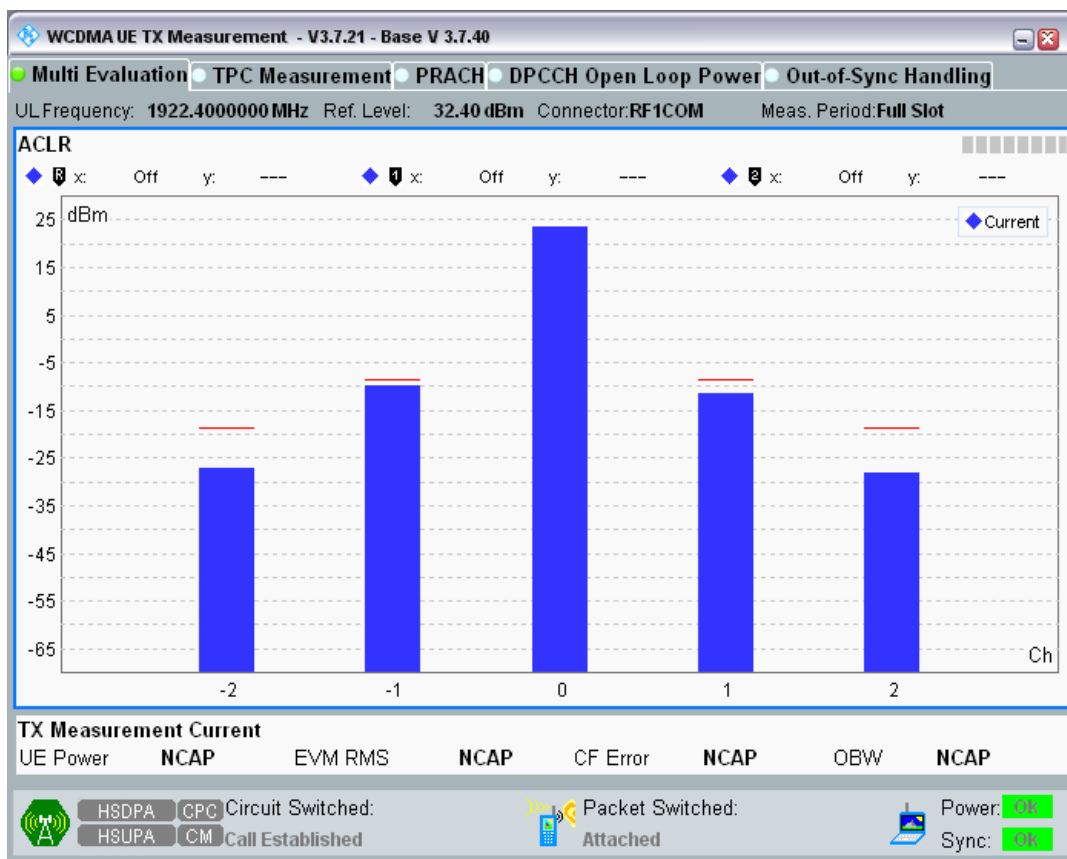 WCDMA UE TX Measurement - V3.7.21 - Base V 3.7.40
Multi Evaluation TPC Measurement PRACH DPCCH Open Loop Power Out-of-Sync Handling
UL Frequency: 1922.4000000 MHz Ref. Level: 32.40 dBm Connector:RF1COM Meas. Period:Full Slot
ACLR
R x: Off y: --- 1 x: Off y: --- 2 x: Off y: ---
dBm
Current
25
15
5
-5
-15
-25
-35
-45
-55
-65
Ch
-2 -1 0 1 2
TX Measurement Current
UE Power NCAP EVM RMS NCAP CF Error NCAP OBW NCAP
HSDPA CPC Circuit Switched: Packet Switched: Power: Ok
HSUPA CM Call Established Attached Sync: Ok